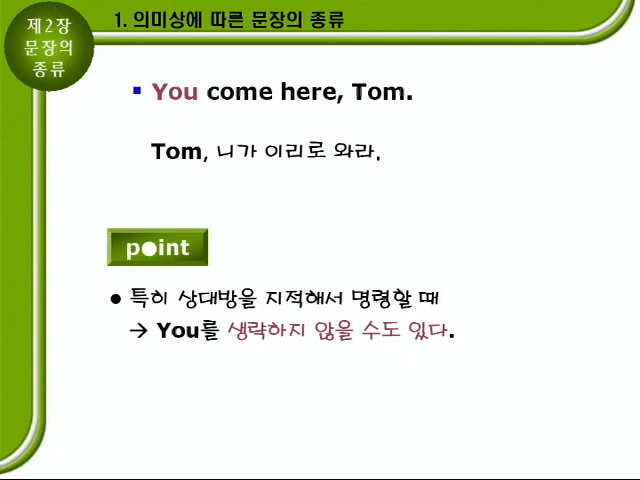 제2장
문장의
종류
1. 의미상에 따른 문장의 종류
▪ You come here, Tom.
Tom, 니가 이리로 와라.
point
● 특히 상대방을 지적해서 명령할 때
→ You를 생략하지 않을 수도 있다.